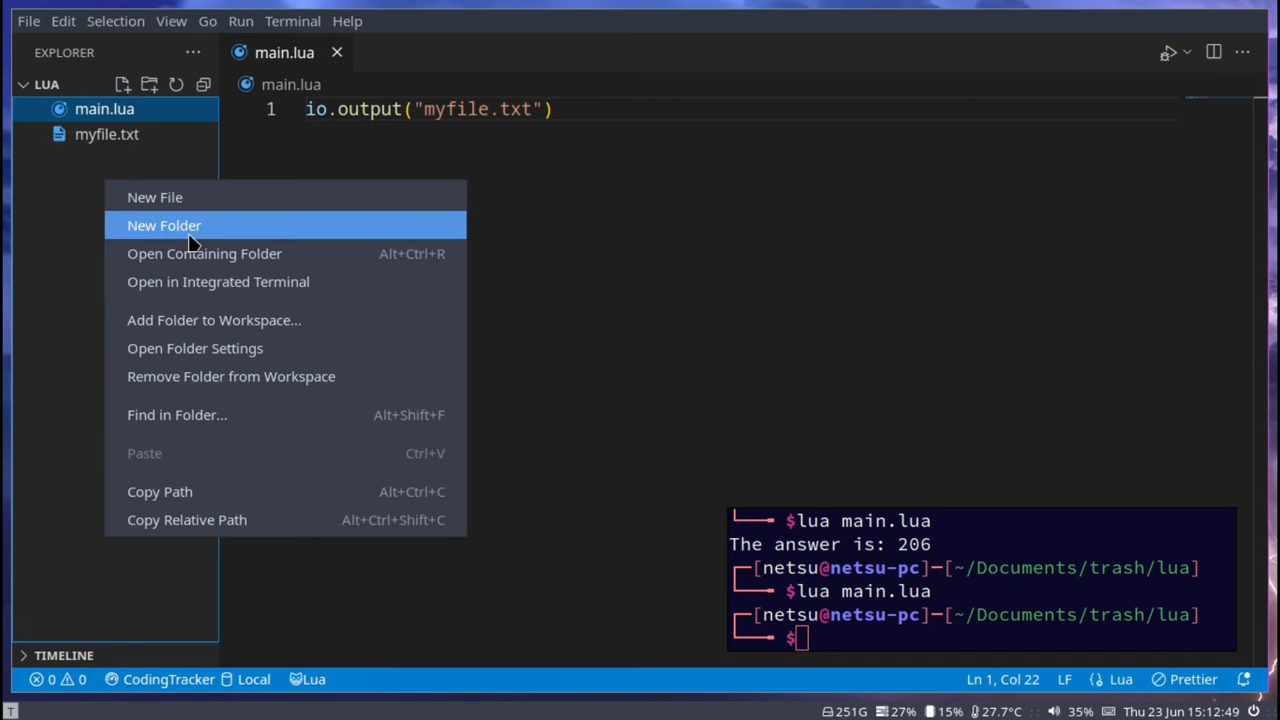 File Edit Selection View Go Run Terminal Help
EXPLORER
main.lua
LUA
main.lua
main.lua
myfile.txt
1 io.output("myfile.txt")
New File
New Folder
Open Containing Folder Alt+Ctrl+R
Open in Integrated Terminal
Add Folder to Workspace...
Open Folder Settings
Remove Folder from Workspace
Find in Folder... Alt+Shift+F
Paste Ctrl+V
Copy Path Alt+Ctrl+C
Copy Relative Path Alt+Ctrl+Shift+C
$lua main.lua
The answer is: 206
[netsu@netsu-pc]-[~/Documents/trash/lua]
$lua main.lua
[netsu@netsu-pc]-[~/Documents/trash/lua]
$
TIMELINE
0 0 CodingTracker Local Lua Ln 1, Col 22 LF Lua Prettier
T 251G 27% 15% 27.7°C 35% Thu 23 Jun 15:12:49